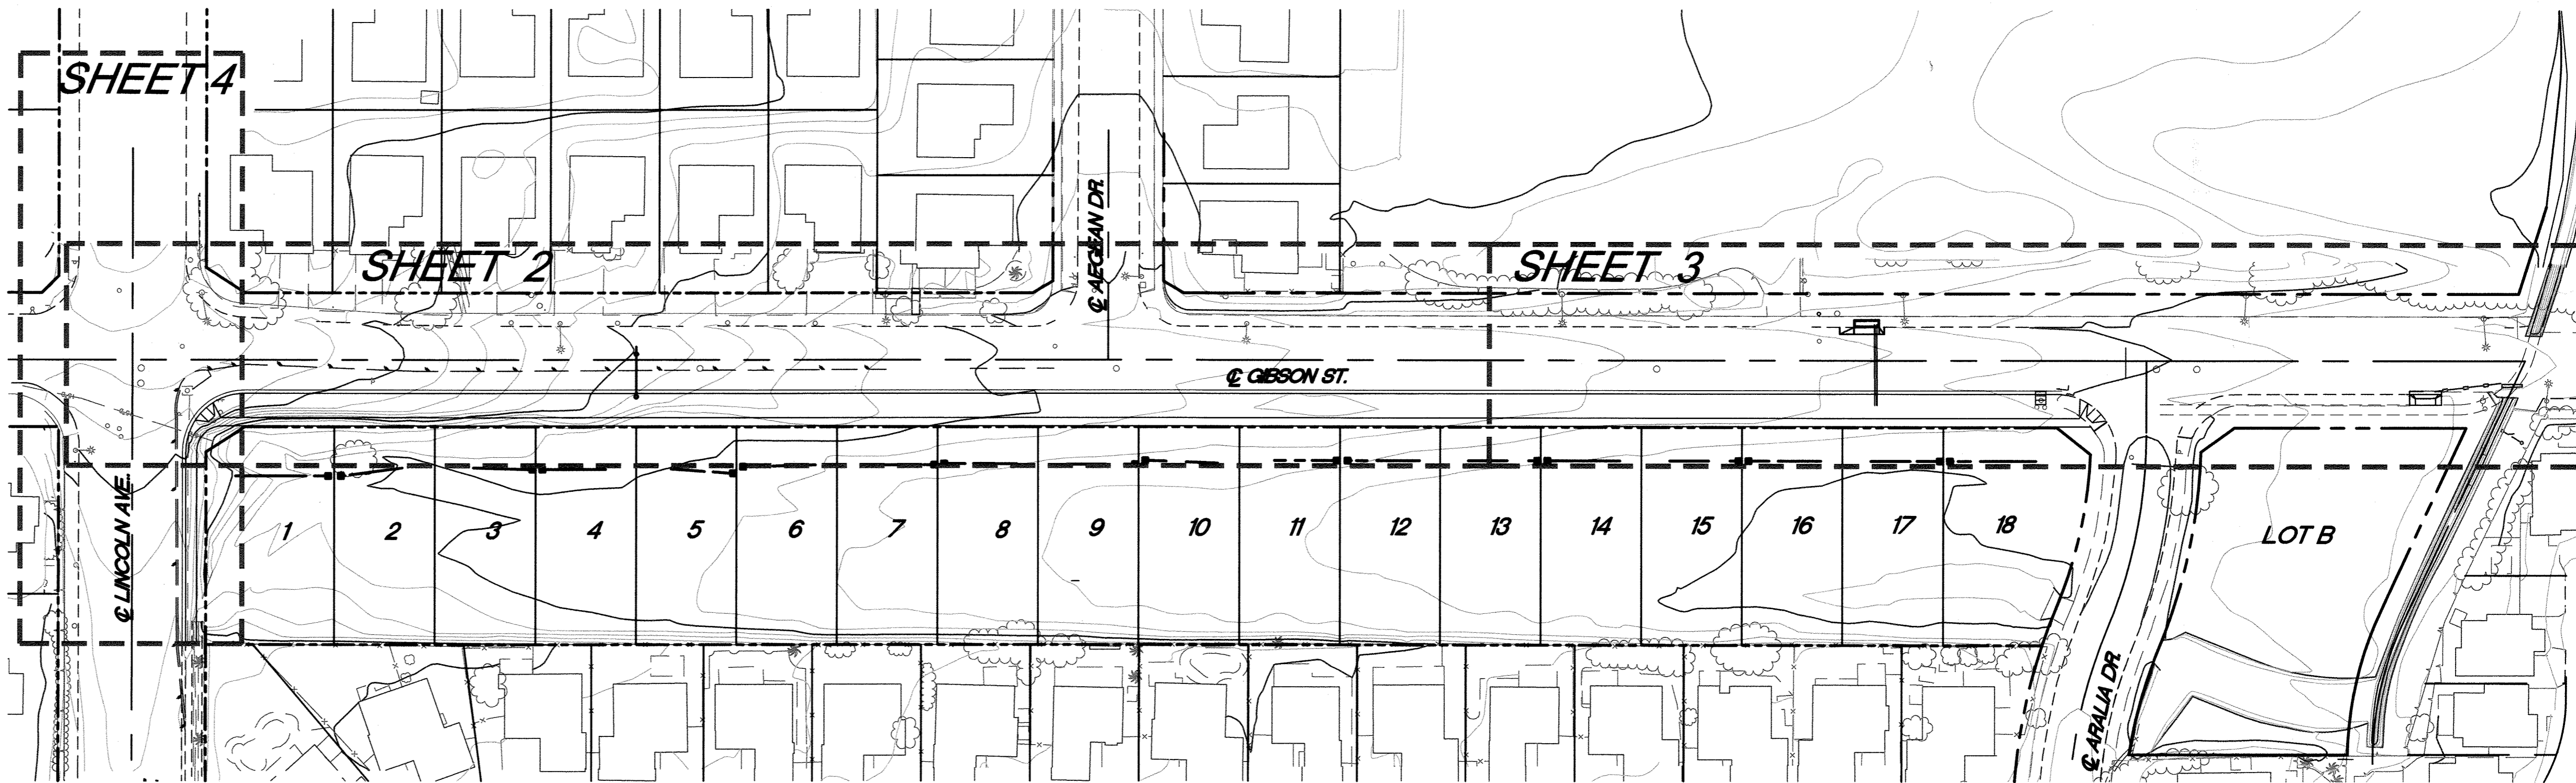 SHEET 4
SHEET 2
SHEET 3
℄ AEGEAN DR.
℄ GIBSON ST.
℄ LINCOLN AVE.
1 2 3 4 5 6 7 8 9 10 11 12 13 14 15 16 17 18
LOT B
℄ ARALIA DR.